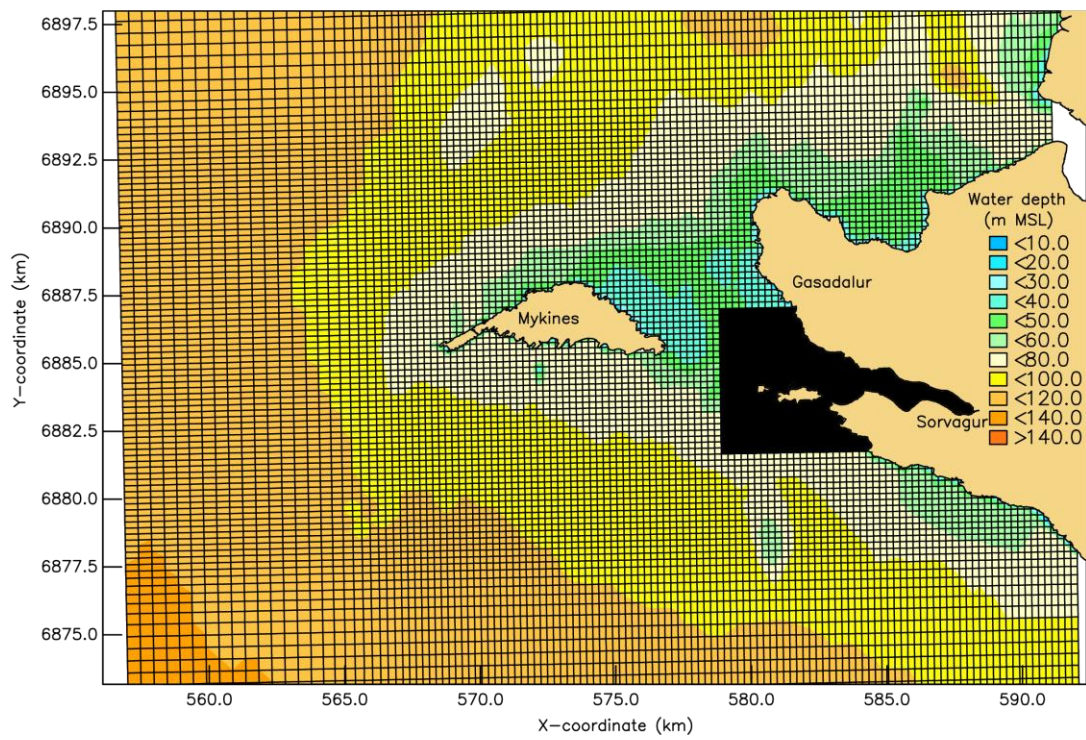 6897.5
6895.0
6892.5
6890.0
6887.5
6885.0
6882.5
6880.0
6877.5
6875.0
Y-coordinate (km)
Water depth
(m MSL)
<10.0
<20.0
<30.0
<40.0
<50.0
<60.0
<80.0
<100.0
<120.0
<140.0
>140.0
Gasadalur
Mykines
Sorvagur
560.0 565.0 570.0 575.0 580.0 585.0 590.0
X-coordinate (km)